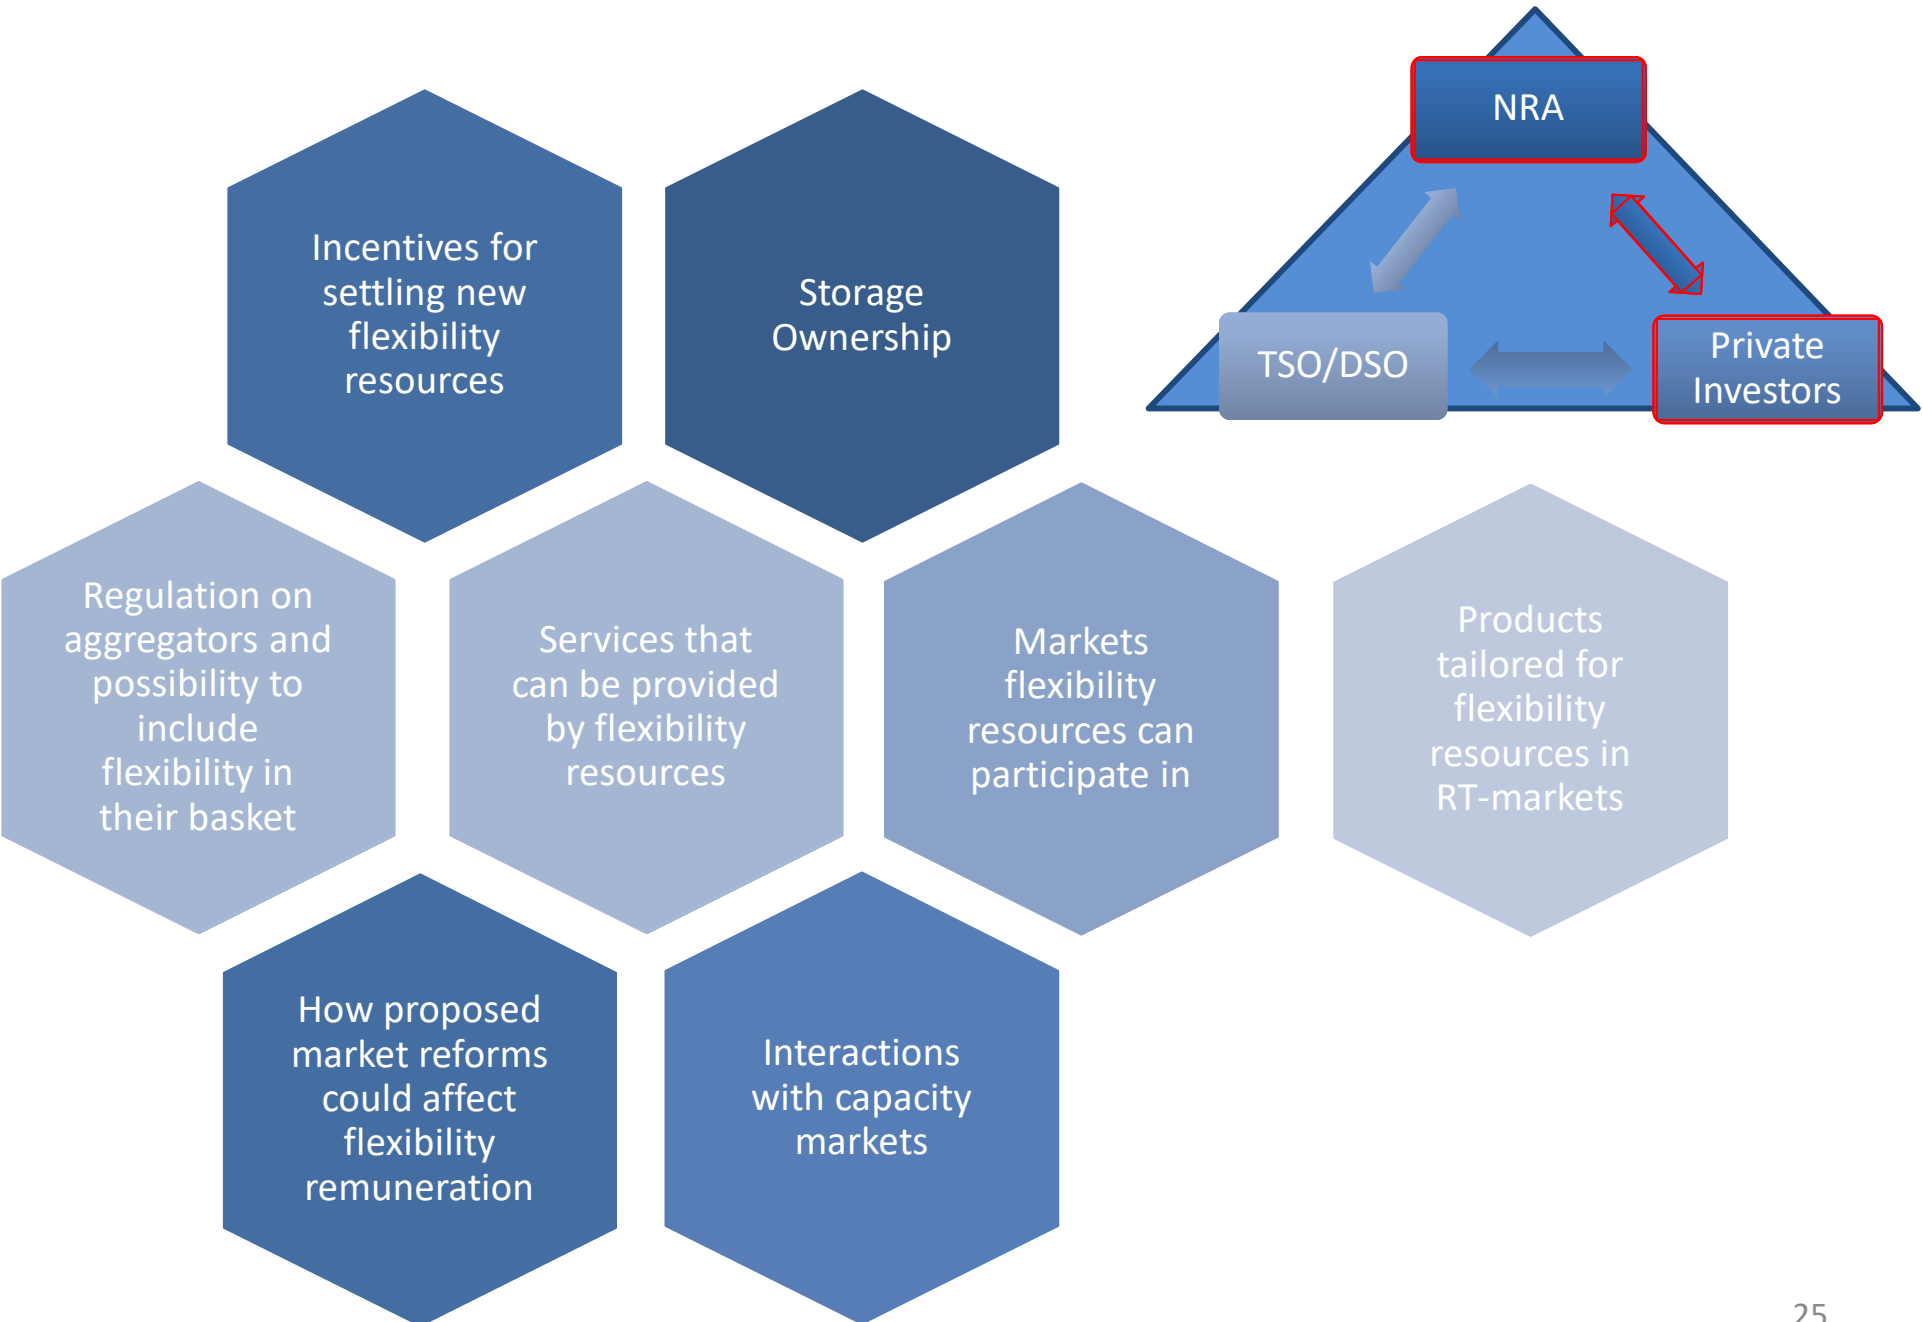 NRA
TSO/DSO
Private
Investors
Incentives for
settling new
flexibility
resources
Storage
Ownership
Regulation on
aggregators and
possibility to
include
flexibility in
their basket
Services that
can be provided
by flexibility
resources
Markets
flexibility
resources can
participate in
Products
tailored for
flexibility
resources in
RT-markets
How proposed
market reforms
could affect
flexibility
remuneration
Interactions
with capacity
markets
25